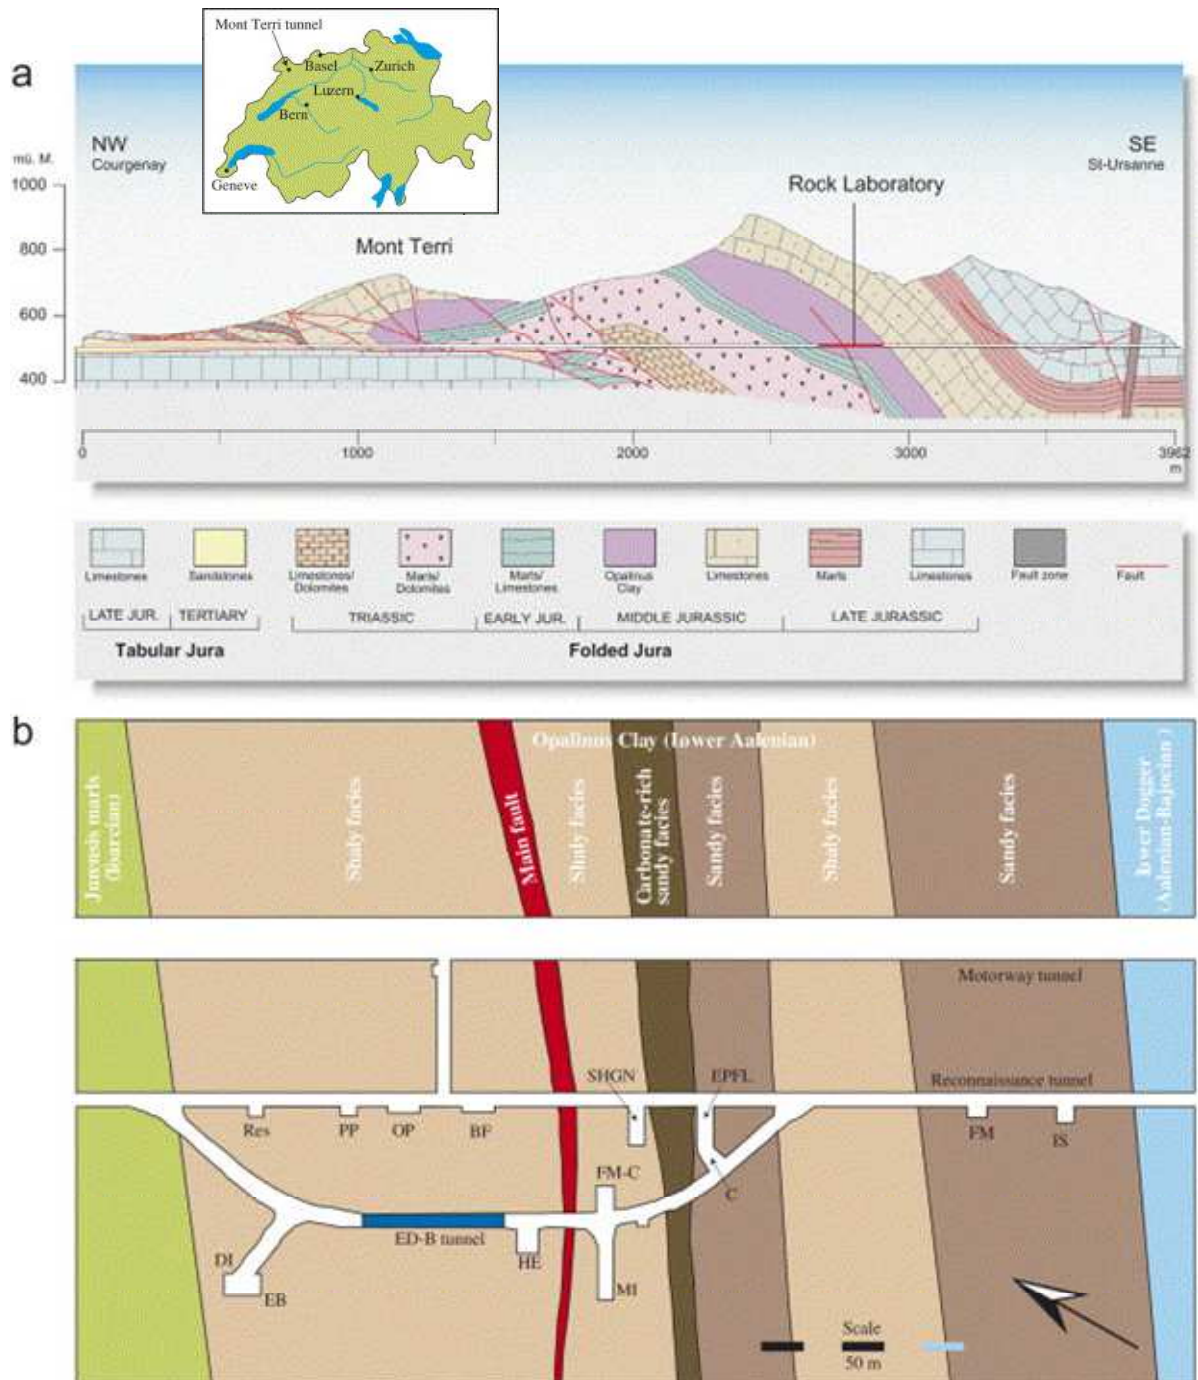 a
Mont Terri tunnel
Basel
Zurich
Luzern
Bern
Geneve
NW
Courgenay
SE
St-Ursanne
mü. M.
1000
800
600
400
Rock Laboratory
Mont Terri
0
1000
2000
3000
3962
m
Limestones
Sandstones
Limestones/
Dolomites
Marls/
Dolomites
Marls/
Limestones
Opalinus
Clay
Limestones
Marls
Limestones
Fault zone
Fault
LATE JUR.
TERTIARY
TRIASSIC
EARLY JUR.
MIDDLE JURASSIC
LATE JURASSIC
Tabular Jura
Folded Jura
b
Opalinus Clay (Lower Aalenian)
Jurensis marls
(Toarcian)
Shaly facies
Main fault
Shaly facies
Carbonate-rich
sandy facies
Sandy facies
Shaly facies
Sandy facies
Lower Dogger
(Aalenian-Bajocian )
Motorway tunnel
Reconnaissance tunnel
SHGN
EPFL
Res
PP
OP
BF
FM
IS
FM-C
C
ED-B tunnel
DI
EB
HE
MI
Scale
50 m